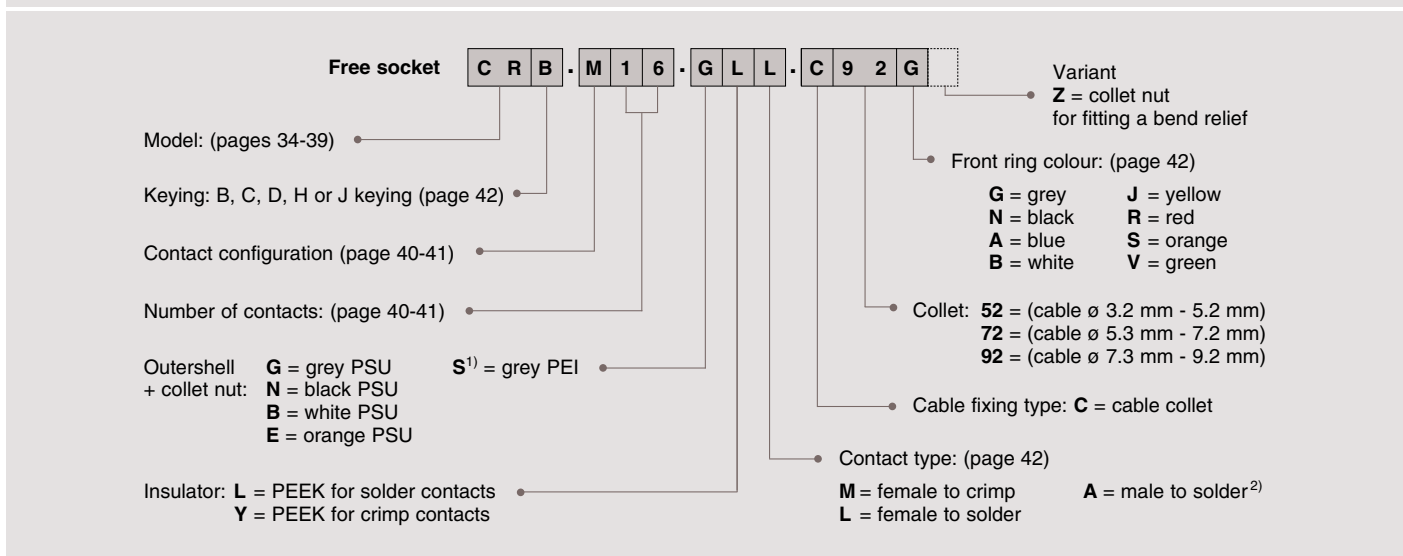 Free socket C R B . M 1 6 . G L L . C 9 2 G
Variant
Z = collet nut
for fitting a bend relief
Model: (pages 34-39)
Keying: B, C, D, H or J keying (page 42)
Contact configuration (page 40-41)
Number of contacts: (page 40-41)
Outershell G = grey PSU S1) = grey PEI
+ collet nut: N = black PSU
B = white PSU
E = orange PSU
Insulator: L = PEEK for solder contacts
Y = PEEK for crimp contacts
Front ring colour: (page 42)
G = grey J = yellow
N = black R = red
A = blue S = orange
B = white V = green
Collet: 52 = (cable ø 3.2 mm - 5.2 mm)
72 = (cable ø 5.3 mm - 7.2 mm)
92 = (cable ø 7.3 mm - 9.2 mm)
Cable fixing type: C = cable collet
Contact type: (page 42)
M = female to crimp A = male to solder2)
L = female to solder